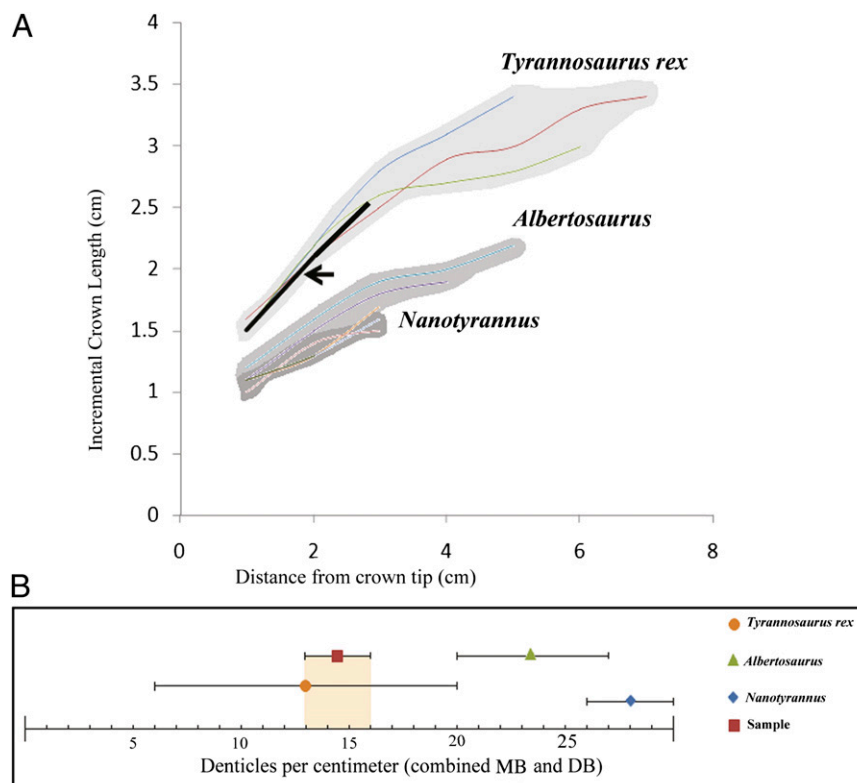 A
4
3.5
3
2.5
2
1.5
1
0.5
0
Incremental Crown Length (cm)
Tyrannosaurus rex
Albertosaurus
Nanotyrannus
0 2 4 6 8
Distance from crown tip (cm)
B
Tyrannosaurus rex
Albertosaurus
Nanotyrannus
Sample
5 10 15 20 25
Denticles per centimeter (combined MB and DB)